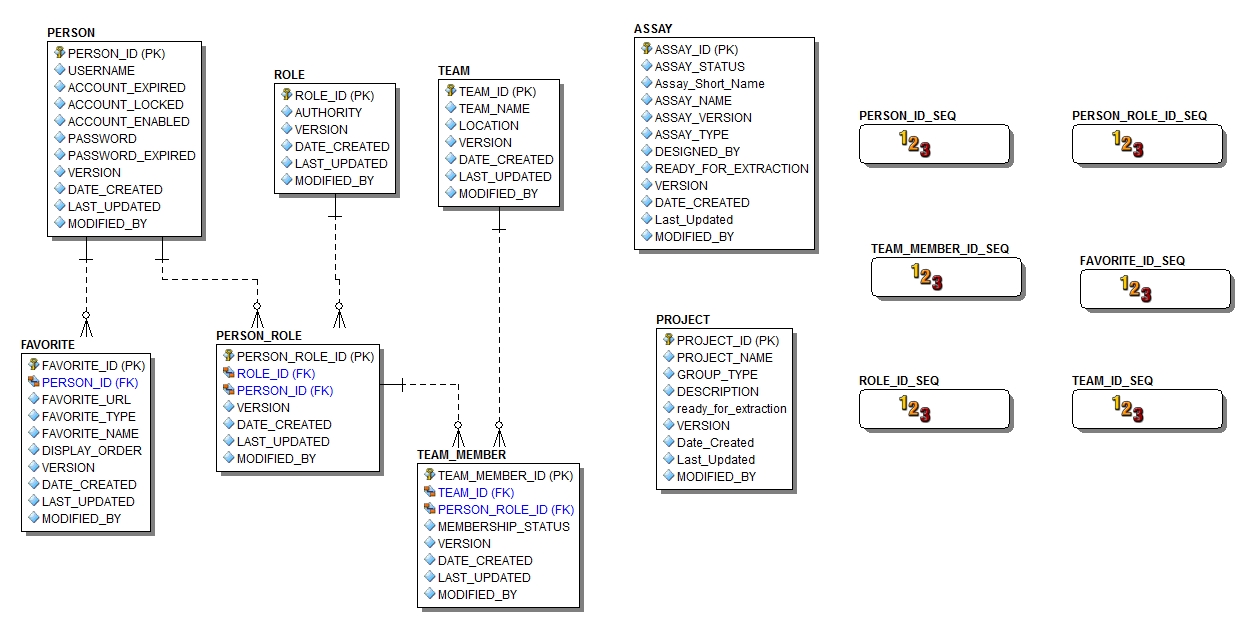 PERSON
PERSON_ID (PK)
USERNAME
ACCOUNT_EXPIRED
ACCOUNT_LOCKED
ACCOUNT_ENABLED
PASSWORD
PASSWORD_EXPIRED
VERSION
DATE_CREATED
LAST_UPDATED
MODIFIED_BY
ROLE
ROLE_ID (PK)
AUTHORITY
VERSION
DATE_CREATED
LAST_UPDATED
MODIFIED_BY
TEAM
TEAM_ID (PK)
TEAM_NAME
LOCATION
VERSION
DATE_CREATED
LAST_UPDATED
MODIFIED_BY
ASSAY
ASSAY_ID (PK)
ASSAY_STATUS
Assay_Short_Name
ASSAY_NAME
ASSAY_VERSION
ASSAY_TYPE
DESIGNED_BY
READY_FOR_EXTRACTION
VERSION
DATE_CREATED
Last_Updated
MODIFIED_BY
PERSON_ID_SEQ
123
PERSON_ROLE_ID_SEQ
123
TEAM_MEMBER_ID_SEQ
123
FAVORITE_ID_SEQ
123
FAVORITE
FAVORITE_ID (PK)
PERSON_ID (FK)
FAVORITE_URL
FAVORITE_TYPE
FAVORITE_NAME
DISPLAY_ORDER
VERSION
DATE_CREATED
LAST_UPDATED
MODIFIED_BY
PERSON_ROLE
PERSON_ROLE_ID (PK)
ROLE_ID (FK)
PERSON_ID (FK)
VERSION
DATE_CREATED
LAST_UPDATED
MODIFIED_BY
TEAM_MEMBER
TEAM_MEMBER_ID (PK)
TEAM_ID (FK)
PERSON_ROLE_ID (FK)
MEMBERSHIP_STATUS
VERSION
DATE_CREATED
LAST_UPDATED
MODIFIED_BY
PROJECT
PROJECT_ID (PK)
PROJECT_NAME
GROUP_TYPE
DESCRIPTION
ready_for_extraction
VERSION
Date_Created
Last_Updated
MODIFIED_BY
ROLE_ID_SEQ
123
TEAM_ID_SEQ
123